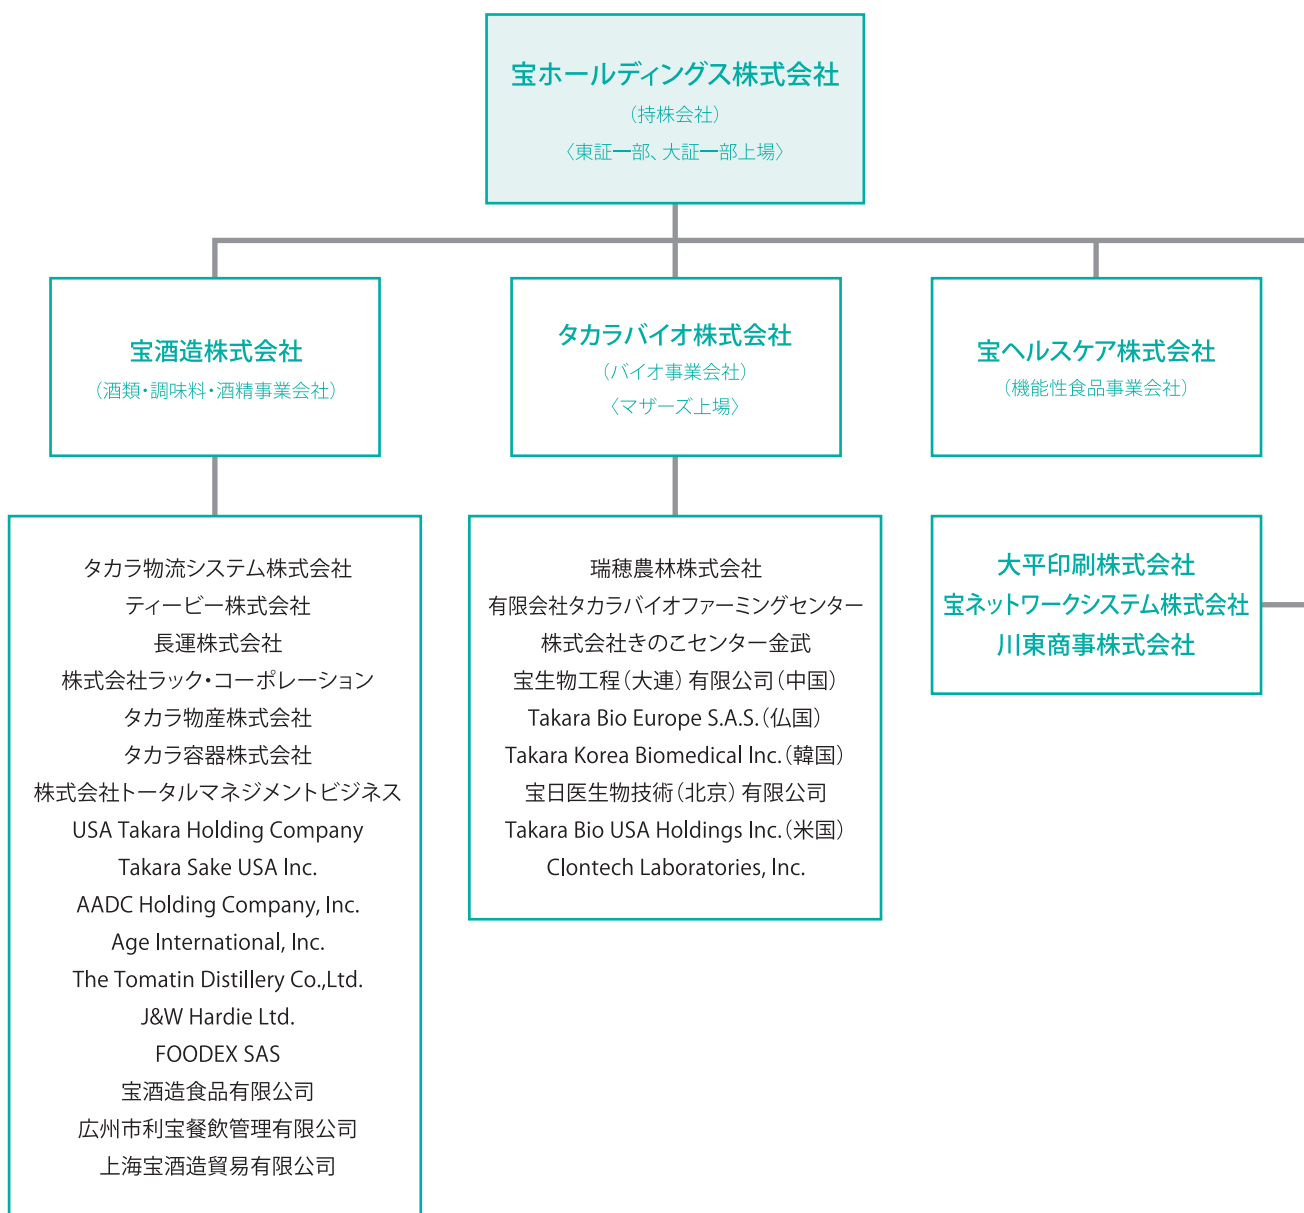 宝ホールディングス株式会社
（持株会社）
〈東証一部、大証一部上場〉
宝酒造株式会社
（酒類・調味料・酒精事業会社）
タカラバイオ株式会社
（バイオ事業会社）
〈マザーズ上場〉
宝ヘルスケア株式会社
（機能性食品事業会社）
タカラ物流システム株式会社
ティービー株式会社
長運株式会社
株式会社ラック・コーポレーション
タカラ物産株式会社
タカラ容器株式会社
株式会社トータルマネジメントビジネス
USA Takara Holding Company
Takara Sake USA Inc.
AADC Holding Company, Inc.
Age International, Inc.
The Tomatin Distillery Co.,Ltd.
J&W Hardie Ltd.
FOODEX SAS
宝酒造食品有限公司
広州市利宝餐飲管理有限公司
上海宝酒造貿易有限公司
瑞穂農林株式会社
有限会社タカラバイオファーミングセンター
株式会社きのこセンター金武
宝生物工程（大連）有限公司（中国）
Takara Bio Europe S.A.S.（仏国）
Takara Korea Biomedical Inc.（韓国）
宝日医生物技術（北京）有限公司
Takara Bio USA Holdings Inc.（米国）
Clontech Laboratories, Inc.
大平印刷株式会社
宝ネットワークシステム株式会社
川東商事株式会社